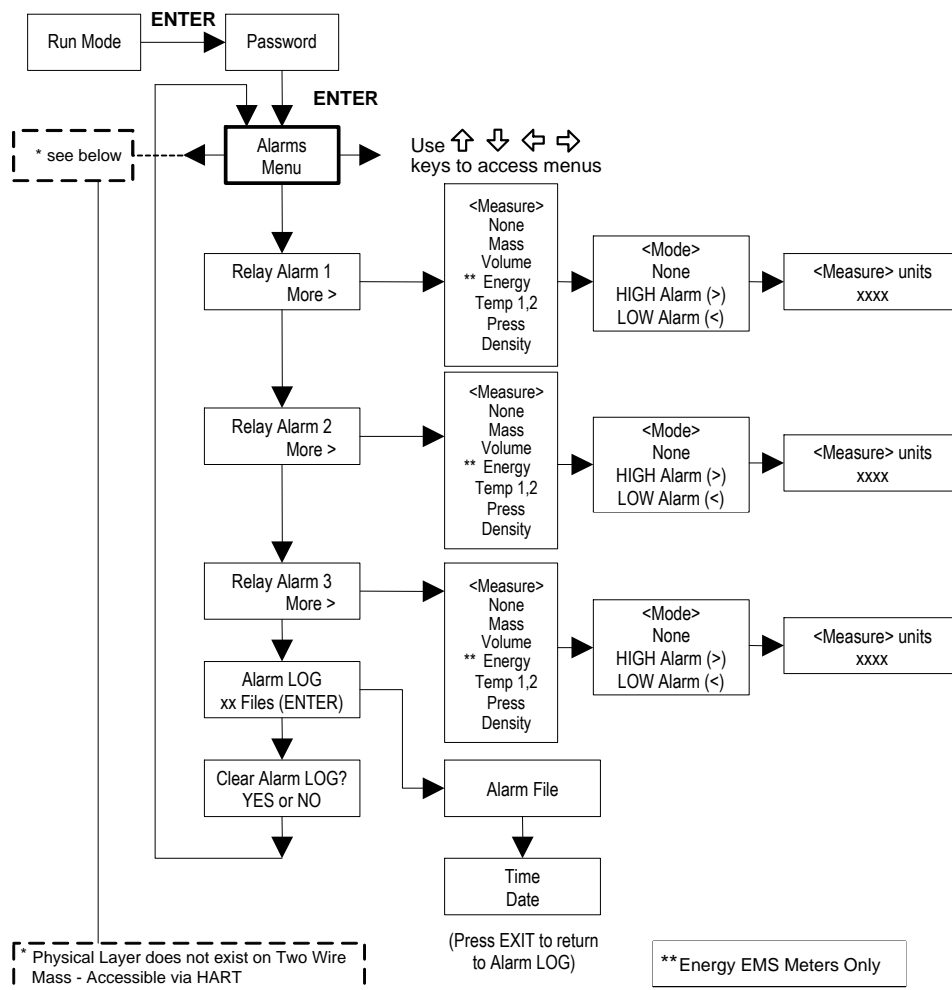 ENTER
Run Mode
Password
ENTER
* see below
Alarms
Menu
Use
keys to access menus
<Measure>
None
Mass
Volume
** Energy
Temp 1,2
Press
Density
<Mode>
None
HIGH Alarm (>)
LOW Alarm (<)
<Measure> units
xxxx
Relay Alarm 1
More >
<Measure>
None
Mass
Volume
** Energy
Temp 1,2
Press
Density
<Mode>
None
HIGH Alarm (>)
LOW Alarm (<)
<Measure> units
xxxx
Relay Alarm 2
More >
<Measure>
None
Mass
Volume
** Energy
Temp 1,2
Press
Density
<Mode>
None
HIGH Alarm (>)
LOW Alarm (<)
<Measure> units
xxxx
Relay Alarm 3
More >
Alarm LOG
xx Files (ENTER)
Clear Alarm LOG?
YES or NO
Alarm File
Time
Date
(Press EXIT to return
to Alarm LOG)
* Physical Layer does not exist on Two Wire
Mass - Accessible via HART
**Energy EMS Meters Only